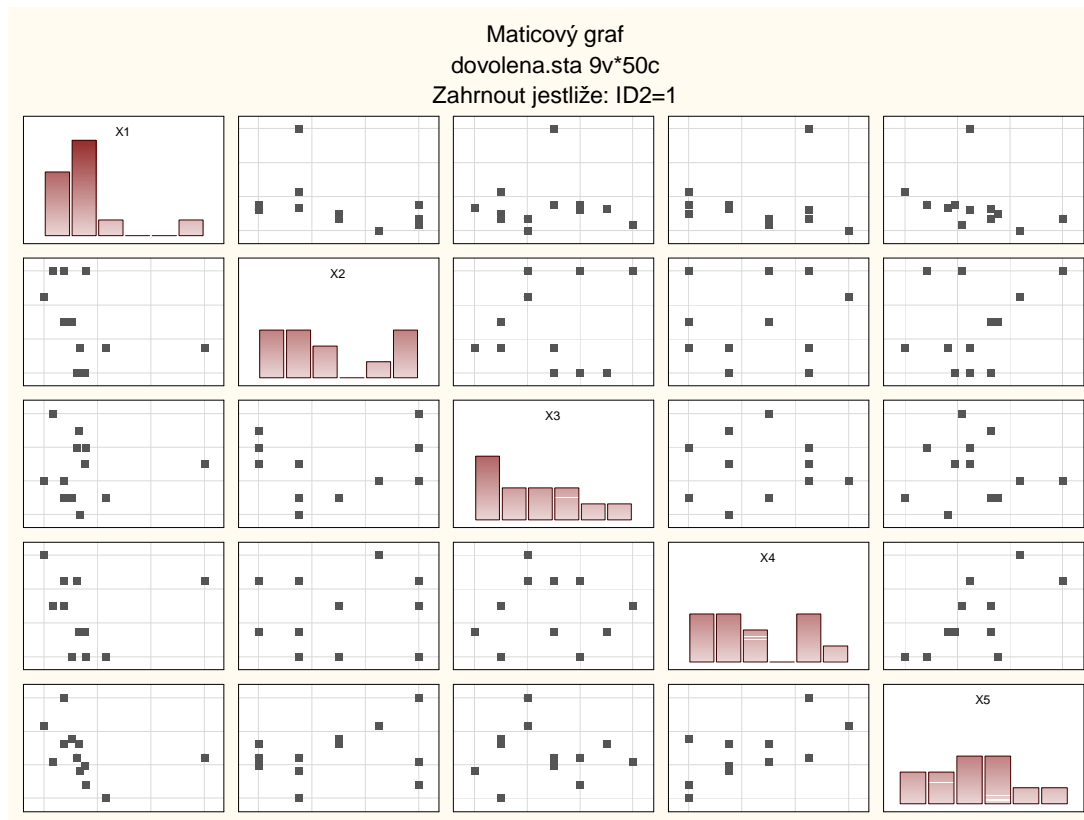 Maticový graf
dovolena.sta 9v*50c
Zahrnout jestliže: ID2=1
X1
X2
X3
X4
X5